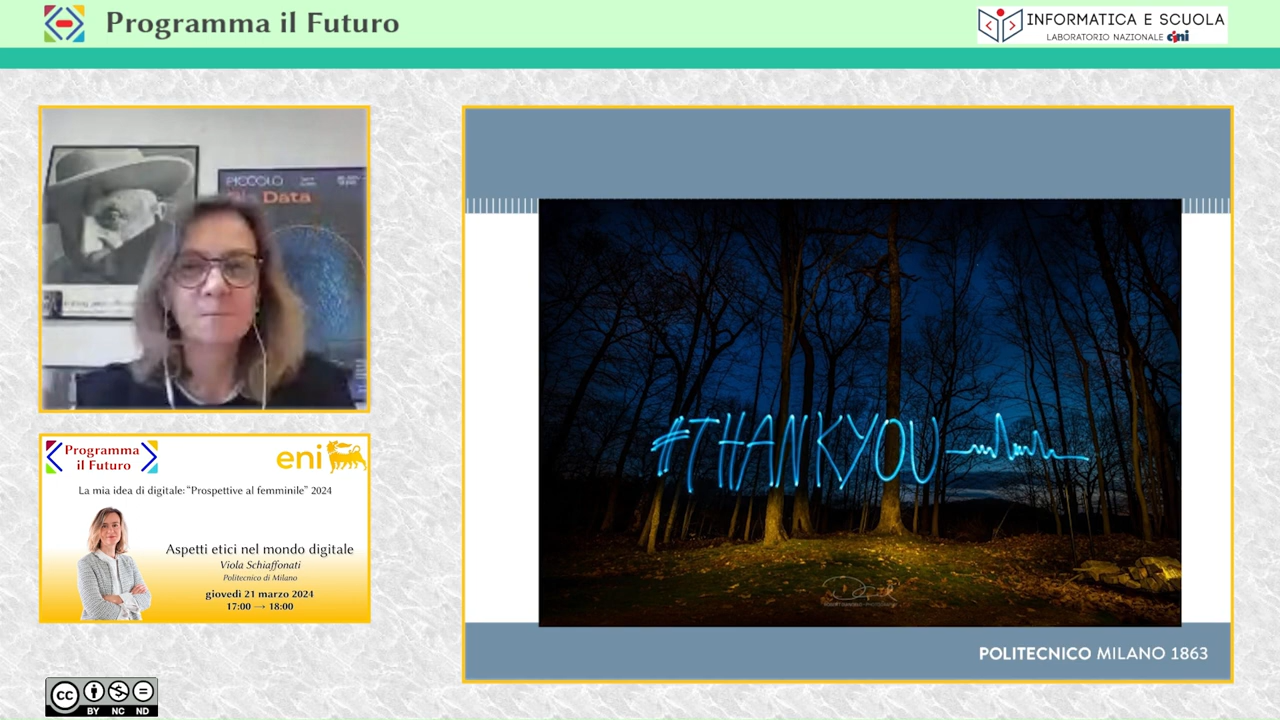 Programma il Futuro
INFORMATICA E SCUOLA
LABORATORIO NAZIONALE cini
PICCOLO
Big Data
Programma
il Futuro
eni
La mia idea di digitale: “Prospettive al femminile” 2024
Aspetti etici nel mondo digitale
Viola Schiaffonati
Politecnico di Milano
giovedì 21 marzo 2024
17:00 → 18:00
#THANKYOU
POLITECNICO MILANO 1863
CC BY NC ND